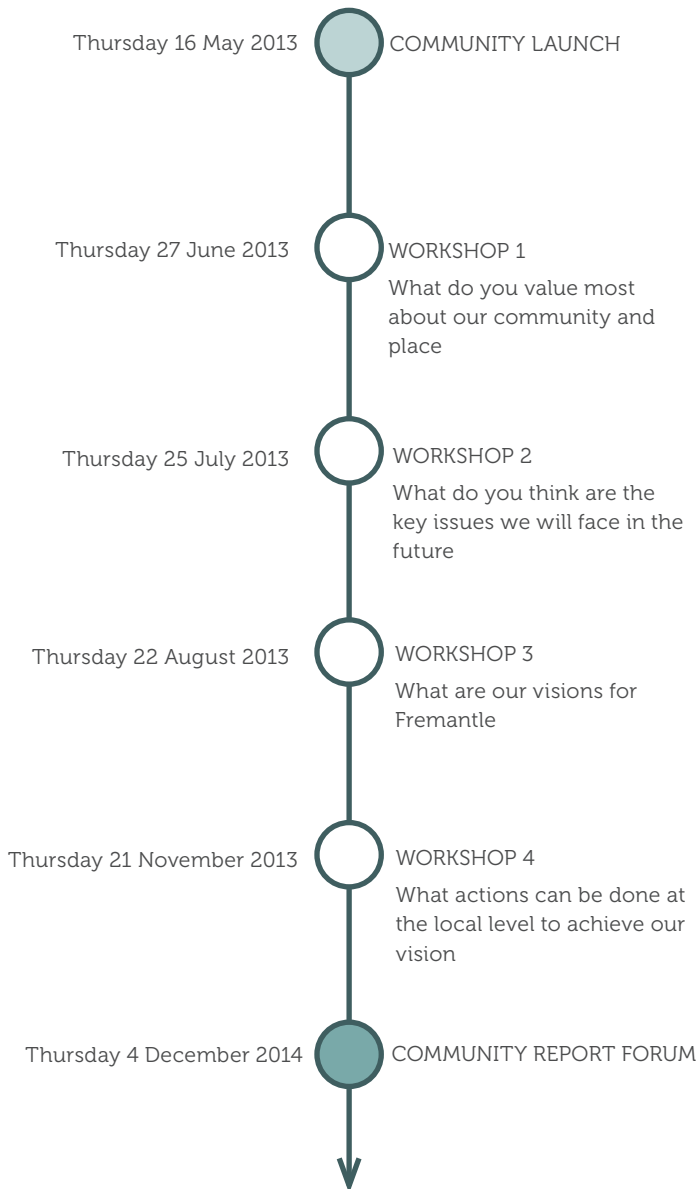 Thursday 16 May 2013
COMMUNITY LAUNCH
Thursday 27 June 2013
WORKSHOP 1
What do you value most
about our community and
place
Thursday 25 July 2013
WORKSHOP 2
What do you think are the
key issues we will face in the
future
Thursday 22 August 2013
WORKSHOP 3
What are our visions for
Fremantle
Thursday 21 November 2013
WORKSHOP 4
What actions can be done at
the local level to achieve our
vision
Thursday 4 December 2014
COMMUNITY REPORT FORUM